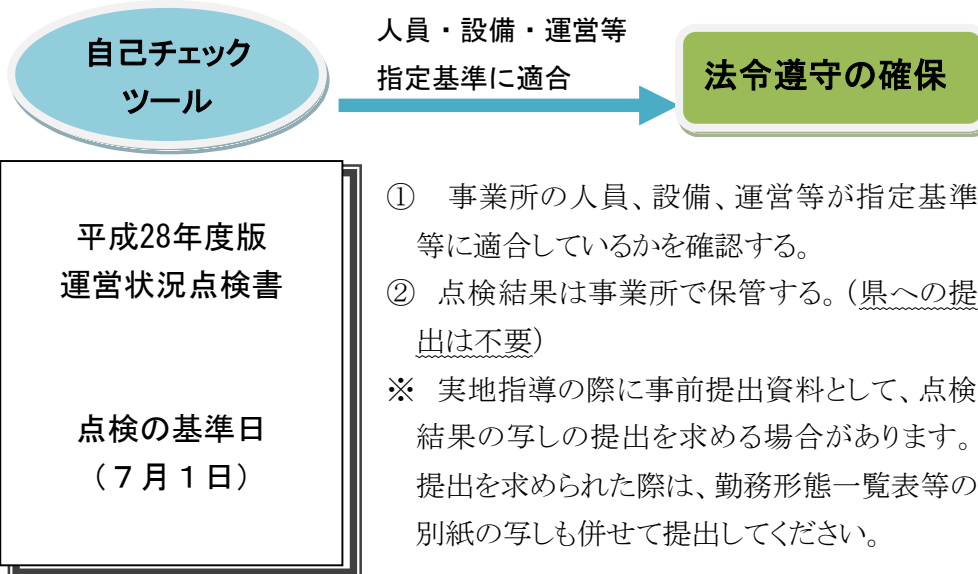 自己チェック
ツール
人員・設備・運営等
指定基準に適合
法令遵守の確保
平成28年度版
運営状況点検書
点検の基準日
(7月1日)
① 事業所の人員、設備、運営等が指定基準
等に適合しているかを確認する。
② 点検結果は事業所で保管する。(県への提
出は不要)
※ 実地指導の際に事前提出資料として、点検
結果の写しの提出を求める場合があります。
提出を求められた際は、勤務形態一覧表等の
別紙の写しも併せて提出してください。